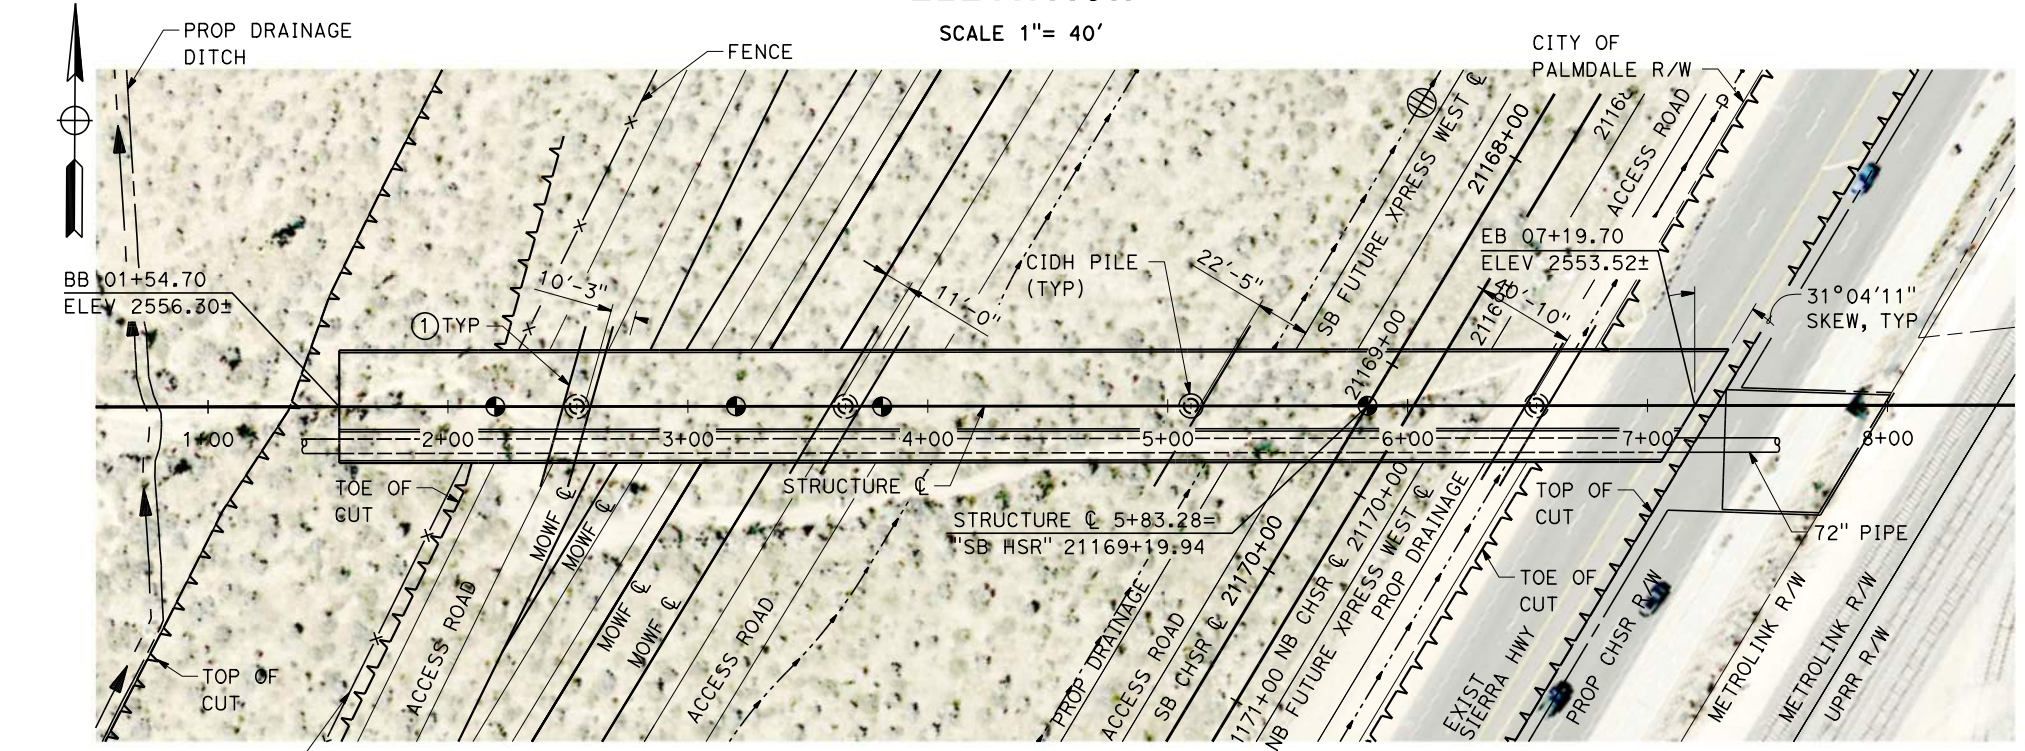 SCALE 1"= 40'
PROP DRAINAGE
DITCH
FENCE
CITY OF
PALMDALE R/W
BB 01+54.70
ELEV 2556.30±
10'-3"
1 TYP
11'-0"
CIDH PILE
(TYP)
22'-5"
SB FUTURE XPRESS WEST ℄
21168+00
ACCESS ROAD
EB 07+19.70
ELEV 2553.52±
40'-10"
31°04'11"
SKEW, TYP
21169+00
2+00
3+00
4+00
5+00
6+00
7+00
8+00
TOE OF
CUT
STRUCTURE ℄
STRUCTURE ℄ 5+83.28=
"SB HSR" 21169+19.94
TOP OF
CUT
72" PIPE
TOE OF
CUT
TOP OF
CUT
ACCESS ROAD
MOWF ℄
MOWF ℄
MOWF ℄
MOWF ℄
ACCESS ROAD
PROP DRAINAGE
ACCESS ROAD
SB CHSR ℄ 21170+00
1171+00 NB CHSR ℄ 21170+00
NB FUTURE XPRESS WEST ℄
PROP DRAINAGE
EXIST
SIERRA HWY
PROP CHSR R/W
METROLINK R/W
METROLINK R/W
UPRR R/W